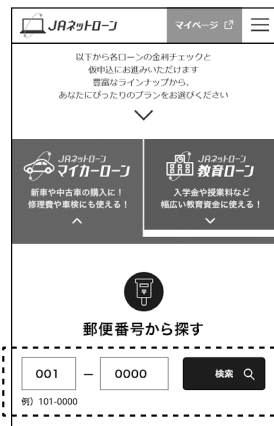 JAネットローン
マイページ
以下から各ローンの金利チェックと
仮申込にお進みいただけます
豊富なラインナップから、
あなたにぴったりのプランをお選びください
JAネットローン
マイカーローン
新車や中古車の購入に！
修理費や車検にも使える！
JAネットローン
教育ローン
入学金や授業料など
幅広い教育資金に使える！
〒
郵便番号から探す
001 − 0000 検索
例）101-0000